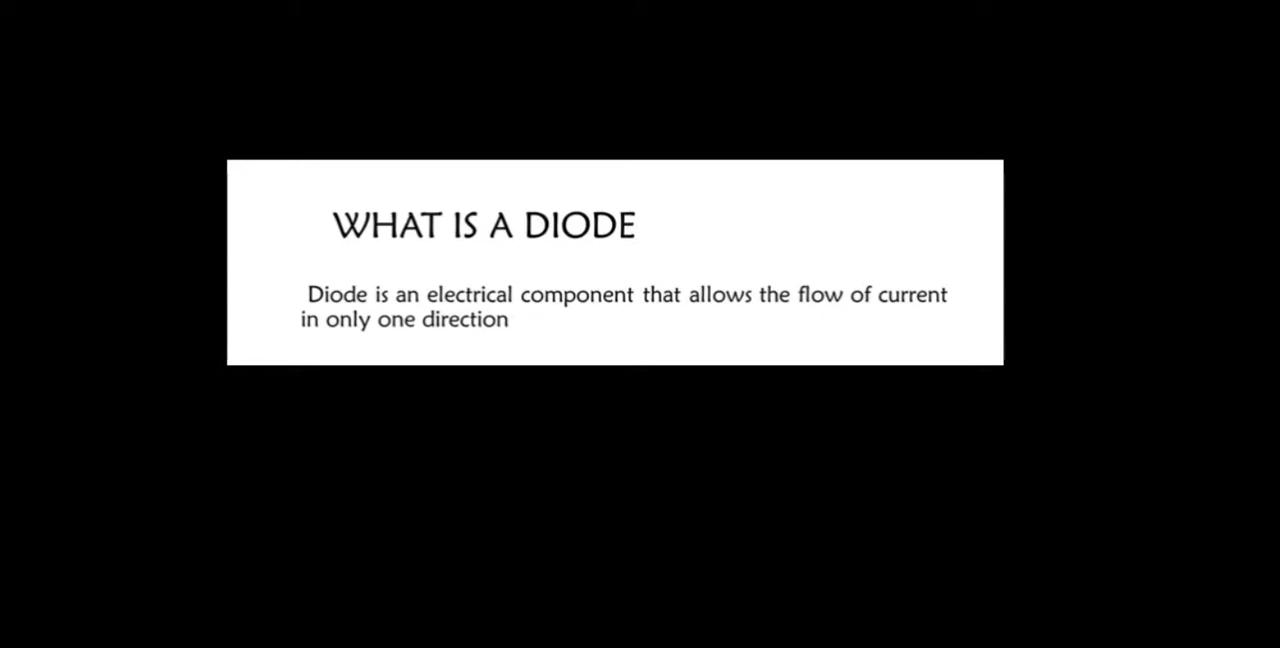 WHAT IS A DIODE
Diode is an electrical component that allows the flow of current
in only one direction